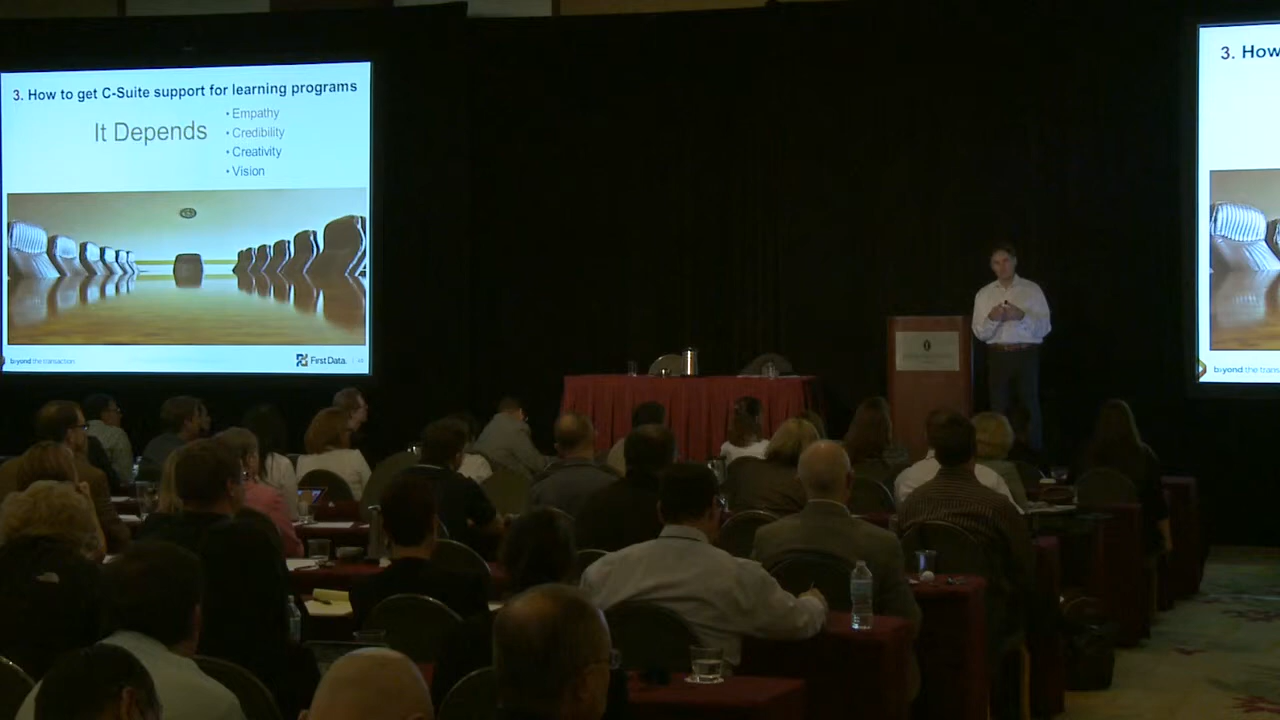 3. How to get C-Suite support for learning programs
It Depends
• Empathy
• Credibility
• Creativity
• Vision
beyond the transaction
First Data.
3. How
beyond the trans